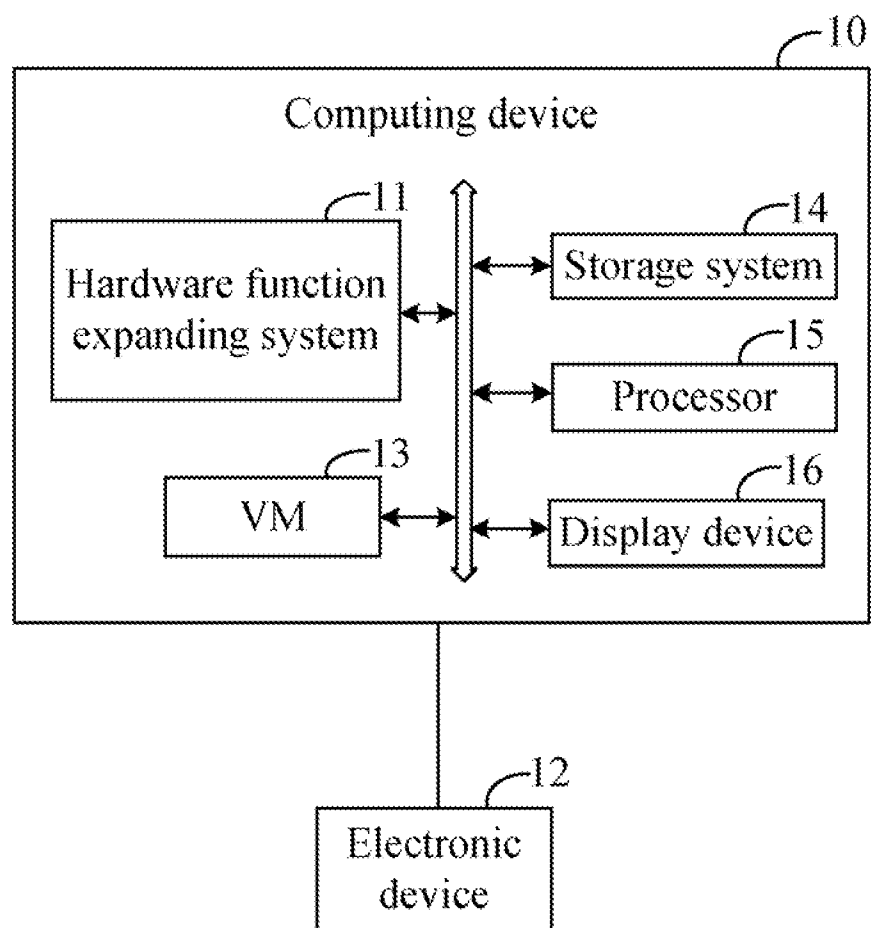 10
Computing device
11
Hardware function
expanding system
14
Storage system
15
Processor
13
VM
16
Display device
12
Electronic
device